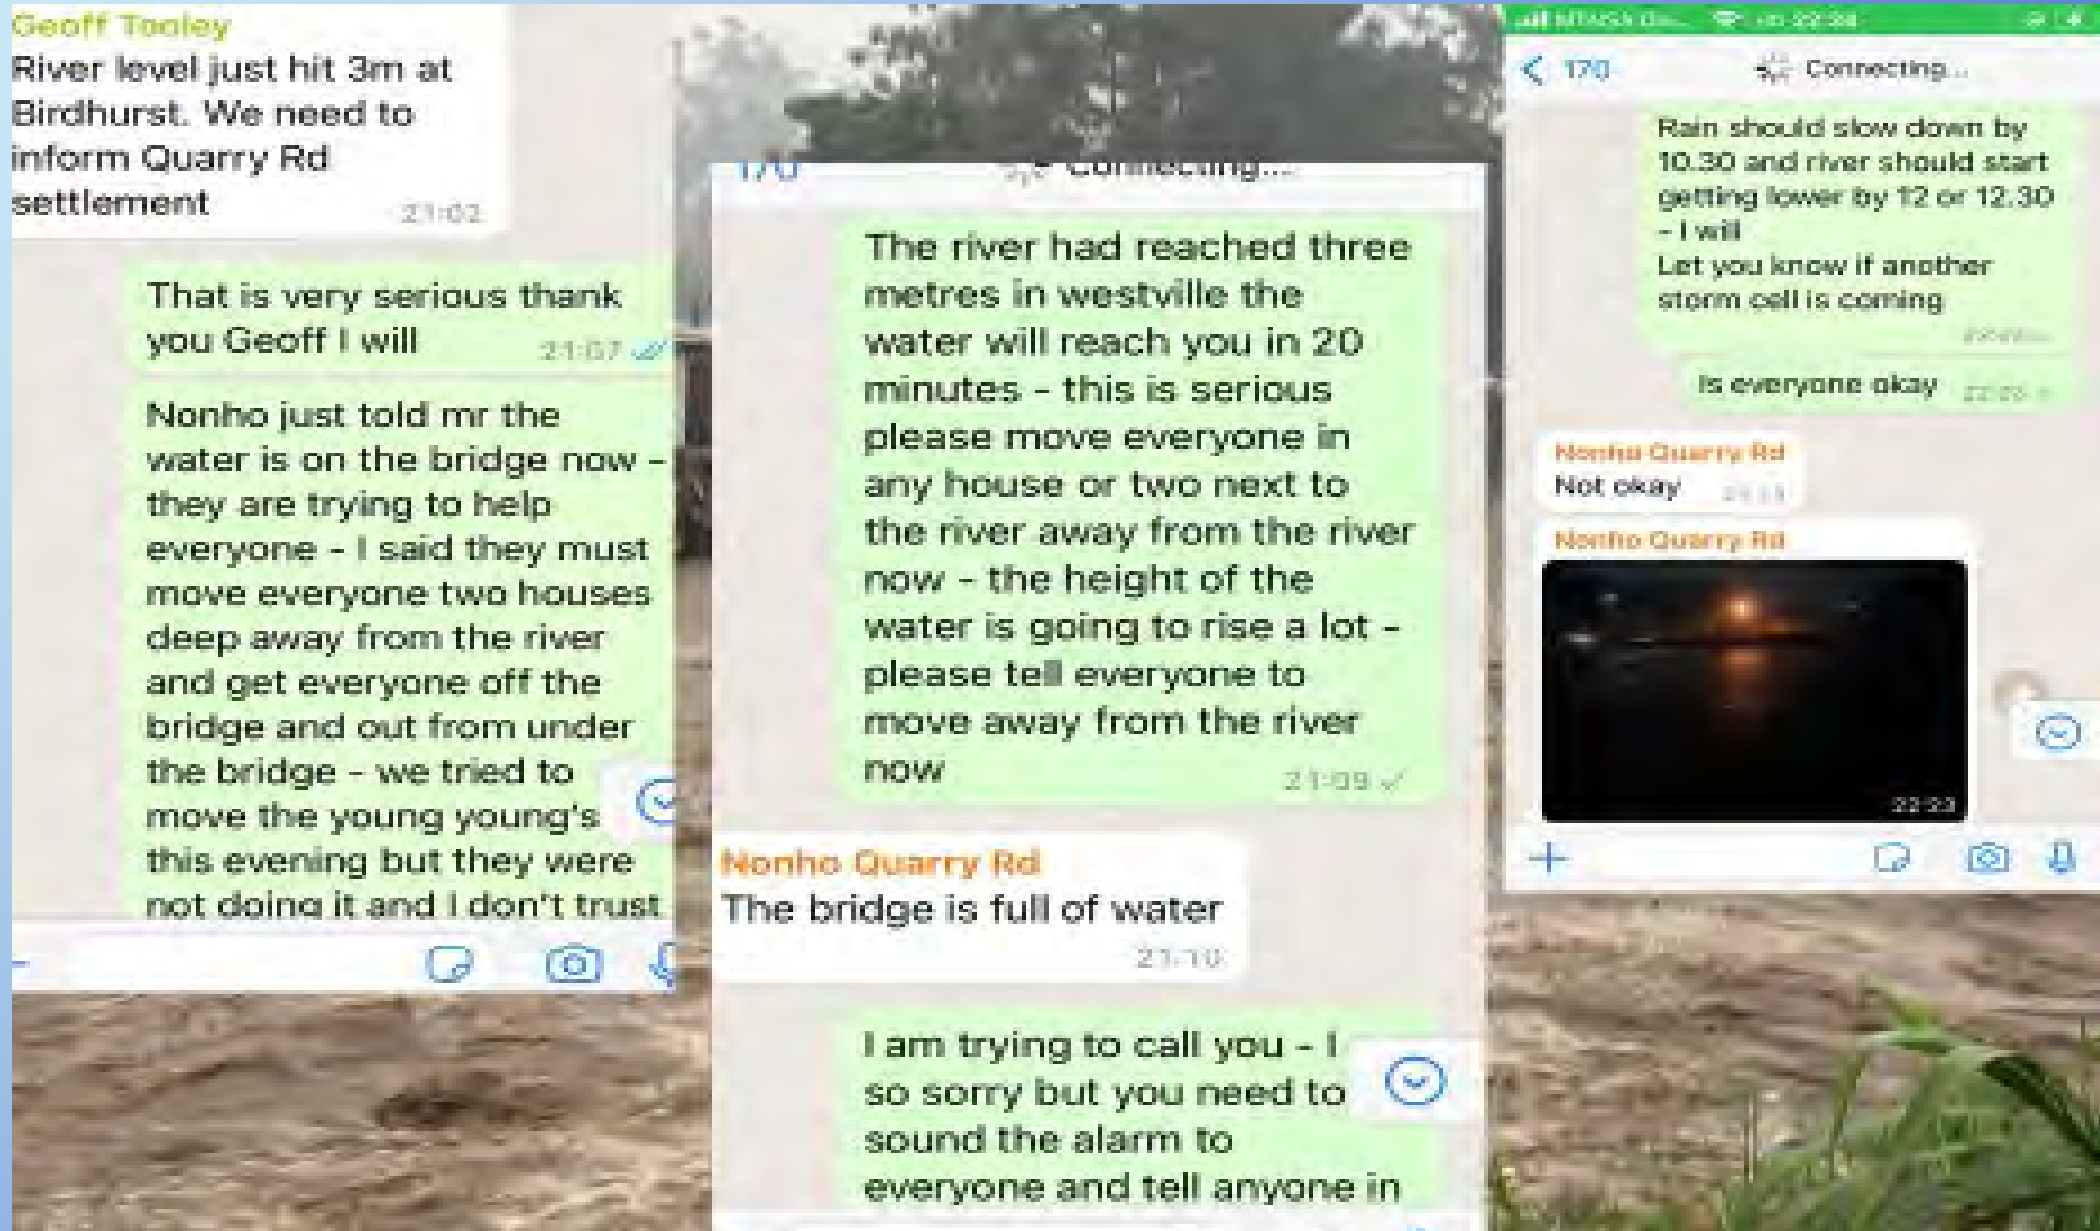 Geoff Tooley
River level just hit 3m at
Birdhurst. We need to
inform Quarry Rd
settlement
21:02
That is very serious thank
you Geoff I will
21:07
Nonho just told mr the
water is on the bridge now –
they are trying to help
everyone – I said they must
move everyone two houses
deep away from the river
and get everyone off the
bridge and out from under
the bridge – we tried to
move the young young's
this evening but they were
not doing it and I don't trust
170
Connecting...
The river had reached three
metres in westville the
water will reach you in 20
minutes – this is serious
please move everyone in
any house or two next to
the river away from the river
now – the height of the
water is going to rise a lot –
please tell everyone to
move away from the river
now
21:09
Nonho Quarry Rd
The bridge is full of water
21:10
I am trying to call you – I
so sorry but you need to
sound the alarm to
everyone and tell anyone in
170
Connecting...
Rain should slow down by
10.30 and river should start
getting lower by 12 or 12.30
– I will
Let you know if another
storm cell is coming
Is everyone okay
Nonho Quarry Rd
Not okay
Nonho Quarry Rd
22:23